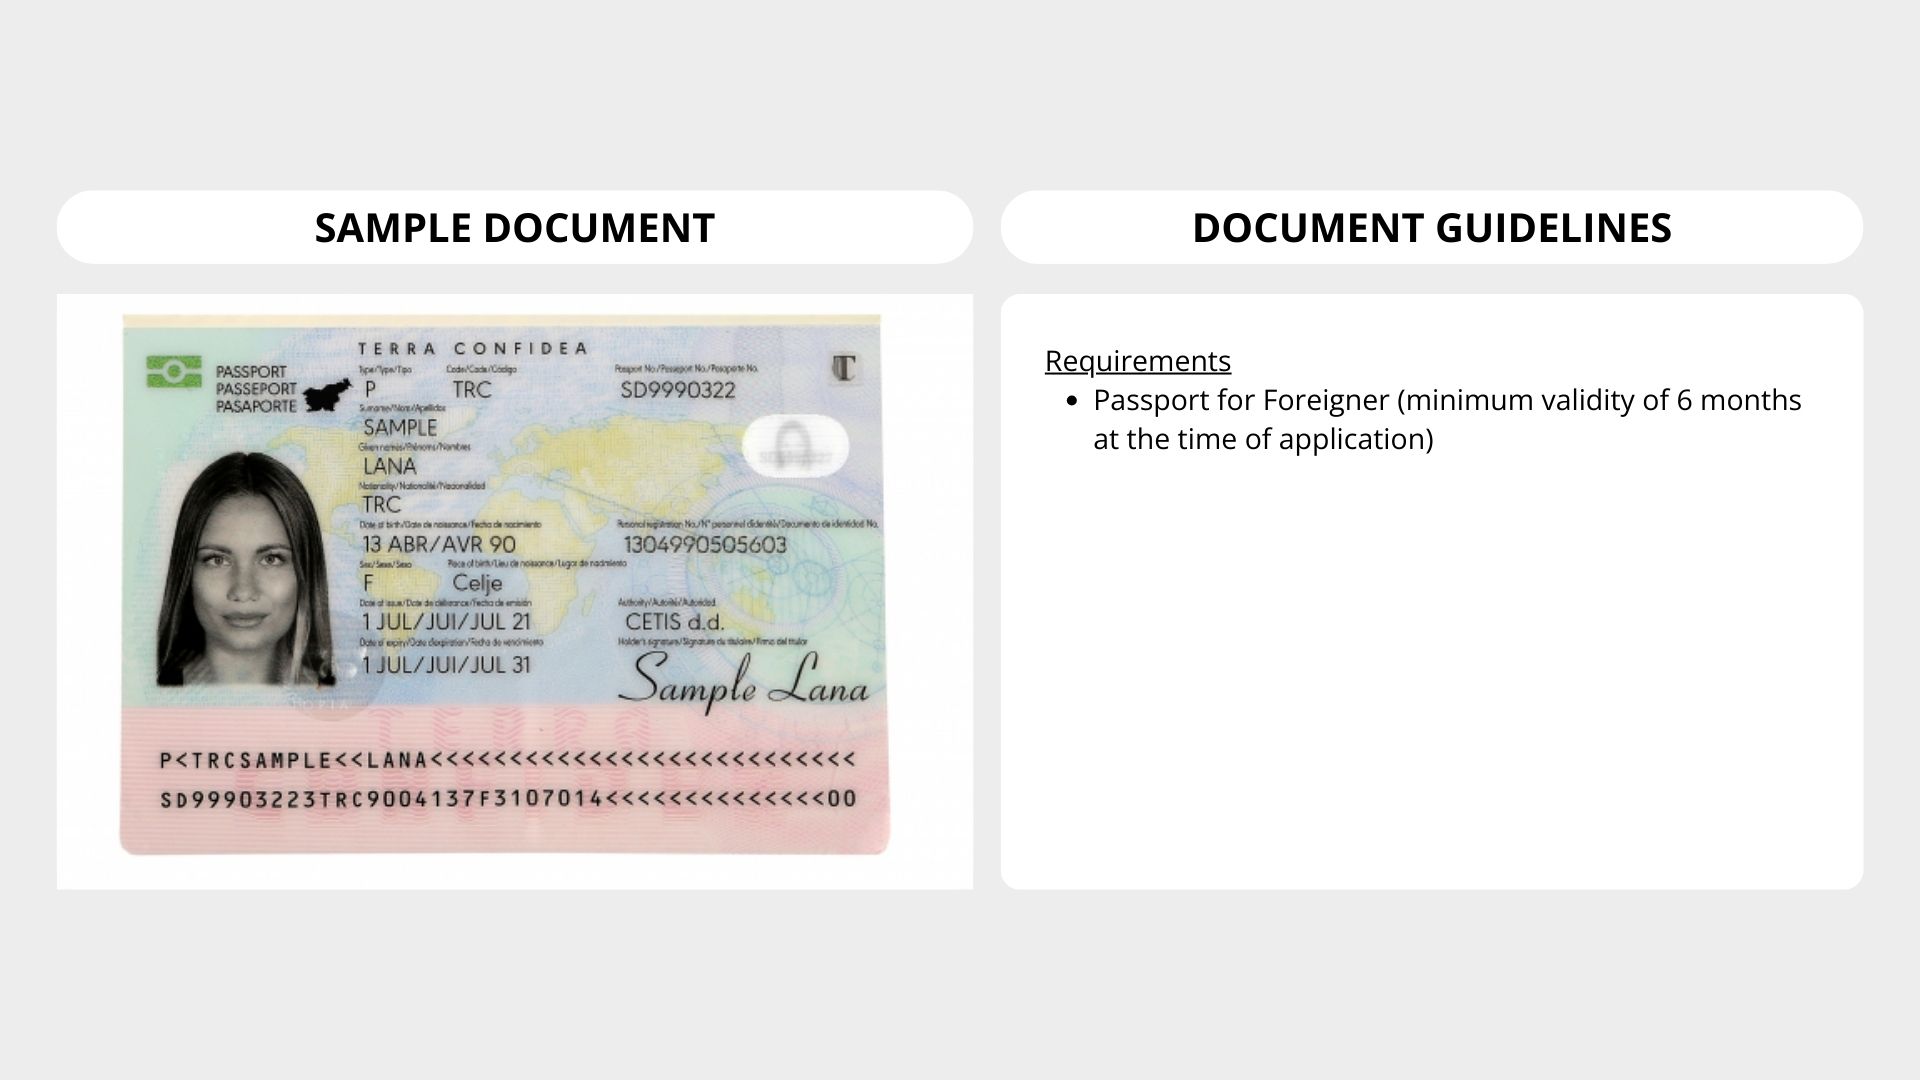 SAMPLE DOCUMENT
DOCUMENT GUIDELINES
TERRA CONFIDEA
PASSPORT
PASSEPORT
PASAPORTE
Type/Type/Tipo
Code/Code/Código
Passport No./Passeport No./Pasaporte No.
P
TRC
SD9990322
Surname/Nom/Apellidos
SAMPLE
Given names/Prénoms/Nombres
LANA
Nationality/Nationalité/Nacionalidad
TRC
Date of birth/Date de naissance/Fecha de nacimiento
Personal registration No./N° personnel d'identité/Documento de identidad No.
13 ABR/AVR 90
1304990505603
Sex/Sexe/Sexo
Place of birth/Lieu de naissance/Lugar de nacimiento
F
Celje
Date of issue/Date de délivrance/Fecha de emisión
Authority/Autorité/Autoridad
1 JUL/JUI/JUL 21
CETIS d.d.
Date of expiry/Date d'expiration/Fecha de vencimiento
Holder's signature/Signature du titulaire/Firma del titular
1 JUL/JUI/JUL 31
Sample Lana
P<TRCSAMPLE<<LANA<<<<<<<<<<<<<<<<<<<<<<<<<<<
SD99903223TRC9004137F3107014<<<<<<<<<<<<<<00
Requirements
• Passport for Foreigner (minimum validity of 6 months
at the time of application)